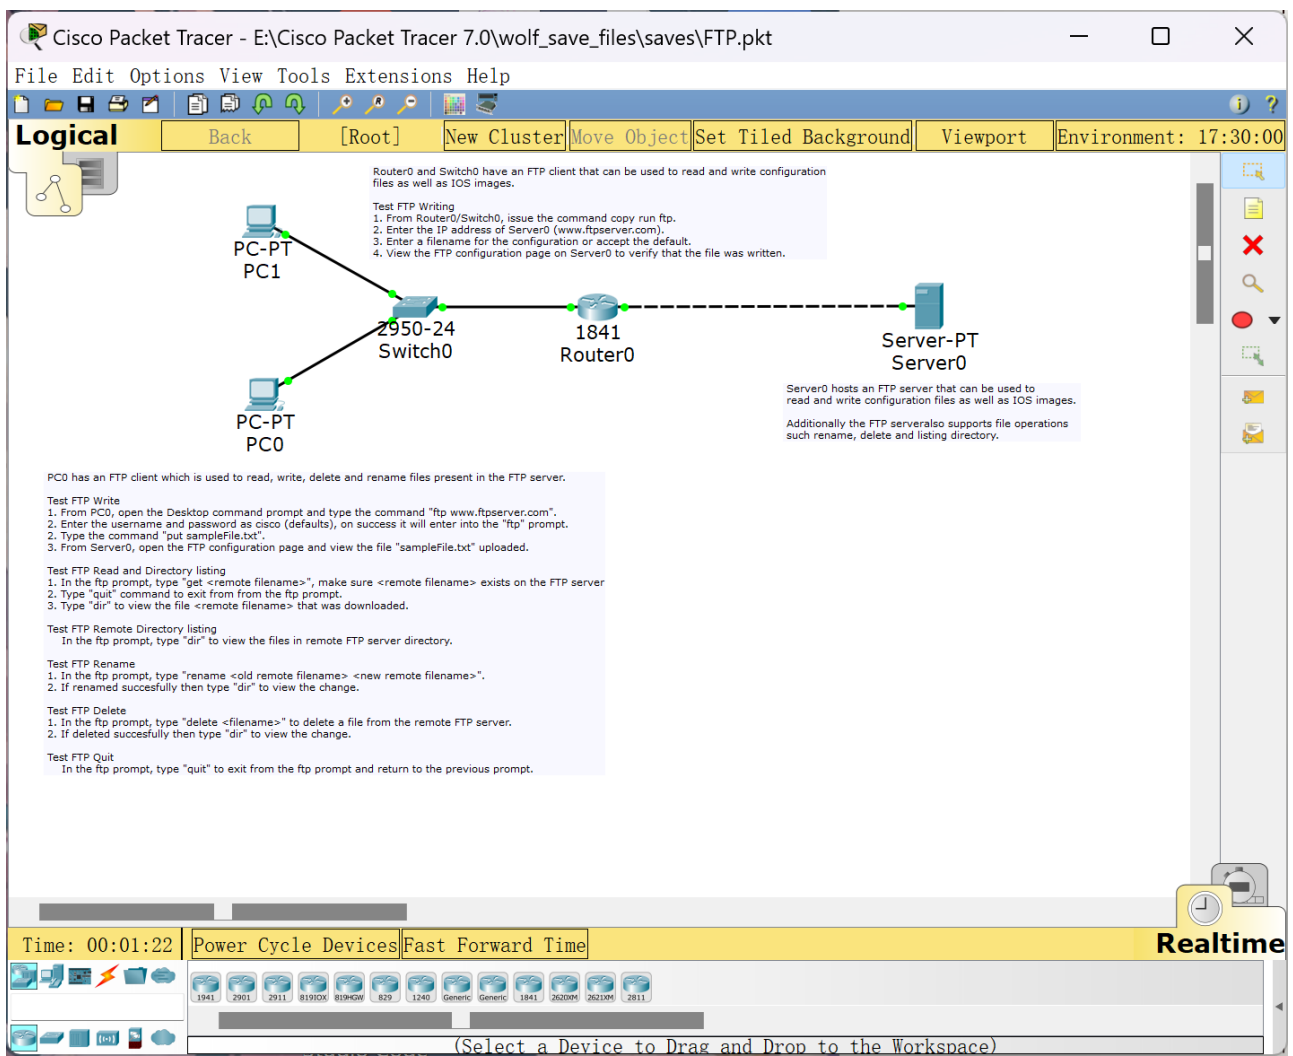 Cisco Packet Tracer - E:\Cisco Packet Tracer 7.0\wolf_save_files\saves\FTP.pkt
File Edit Options View Tools Extensions Help
Logical
Back
[Root]
New Cluster
Move Object
Set Tiled Background
Viewport
Environment: 17:30:00
Router0 and Switch0 have an FTP client that can be used to read and write configuration
files as well as IOS images.
Test FTP Writing
1. From Router0/Switch0, issue the command copy run ftp.
2. Enter the IP address of Server0 (www.ftpserver.com).
3. Enter a filename for the configuration or accept the default.
4. View the FTP configuration page on Server0 to verify that the file was written.
PC-PT
PC1
2950-24
Switch0
1841
Router0
Server-PT
Server0
PC-PT
PC0
Server0 hosts an FTP server that can be used to
read and write configuration files as well as IOS images.
Additionally the FTP serveralso supports file operations
such rename, delete and listing directory.
PC0 has an FTP client which is used to read, write, delete and rename files present in the FTP server.
Test FTP Write
1. From PC0, open the Desktop command prompt and type the command "ftp www.ftpserver.com".
2. Enter the username and password as cisco (defaults), on success it will enter into the "ftp" prompt.
2. Type the command "put sampleFile.txt".
3. From Server0, open the FTP configuration page and view the file "sampleFile.txt" uploaded.
Test FTP Read and Directory listing
1. In the ftp prompt, type "get <remote filename>", make sure <remote filename> exists on the FTP server
2. Type "quit" command to exit from from the ftp prompt.
3. Type "dir" to view the file <remote filename> that was downloaded.
Test FTP Remote Directory listing
In the ftp prompt, type "dir" to view the files in remote FTP server directory.
Test FTP Rename
1. In the ftp prompt, type "rename <old remote filename> <new remote filename>".
2. If renamed succesfully then type "dir" to view the change.
Test FTP Delete
1. In the ftp prompt, type "delete <filename>" to delete a file from the remote FTP server.
2. If deleted succesfully then type "dir" to view the change.
Test FTP Quit
In the ftp prompt, type "quit" to exit from the ftp prompt and return to the previous prompt.
Time: 00:01:22
Power Cycle Devices
Fast Forward Time
Realtime
1941 2901 2911 819IOX 819HGW 829 1240 Generic Generic 1841 2620XM 2621XM 2811
(Select a Device to Drag and Drop to the Workspace)